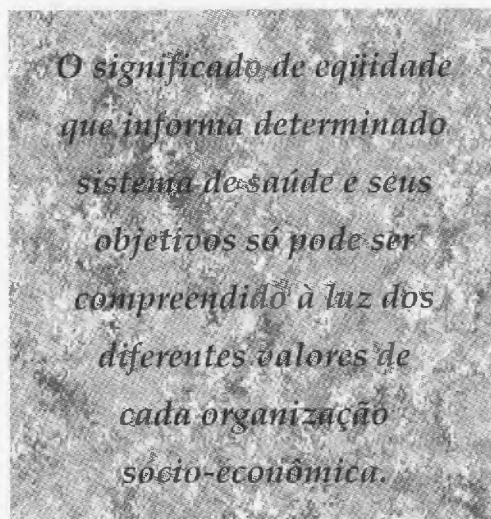 O significado de eqüidade
que informa determinado
sistema de saúde e seus
objetivos só pode ser
compreendido à luz dos
diferentes valores de
cada organização
sócio-econômica.